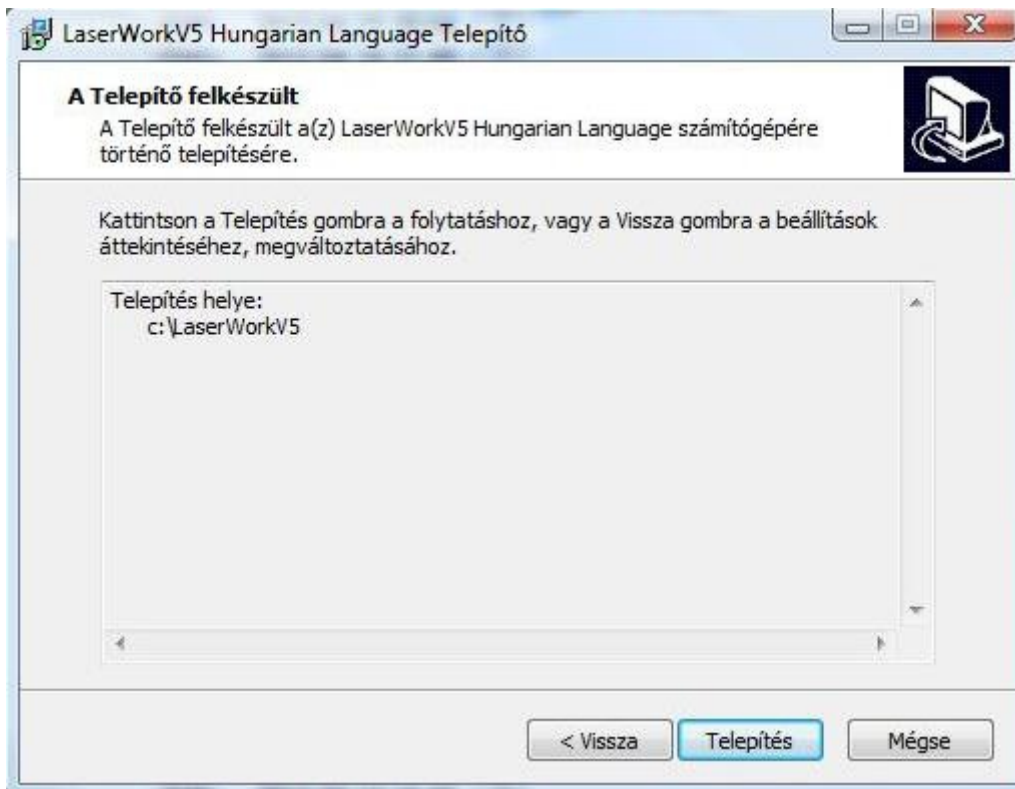 LaserWorkV5 Hungarian Language Telepítő
A Telepítő felkészült
A Telepítő felkészült a(z) LaserWorkV5 Hungarian Language számítógépére
történő telepítésére.
Kattintson a Telepítés gombra a folytatáshoz, vagy a Vissza gombra a beállítások
áttekintéséhez, megváltoztatásához.
Telepítés helye:
c:\LaserWorkV5
< Vissza
Telepítés
Mégse